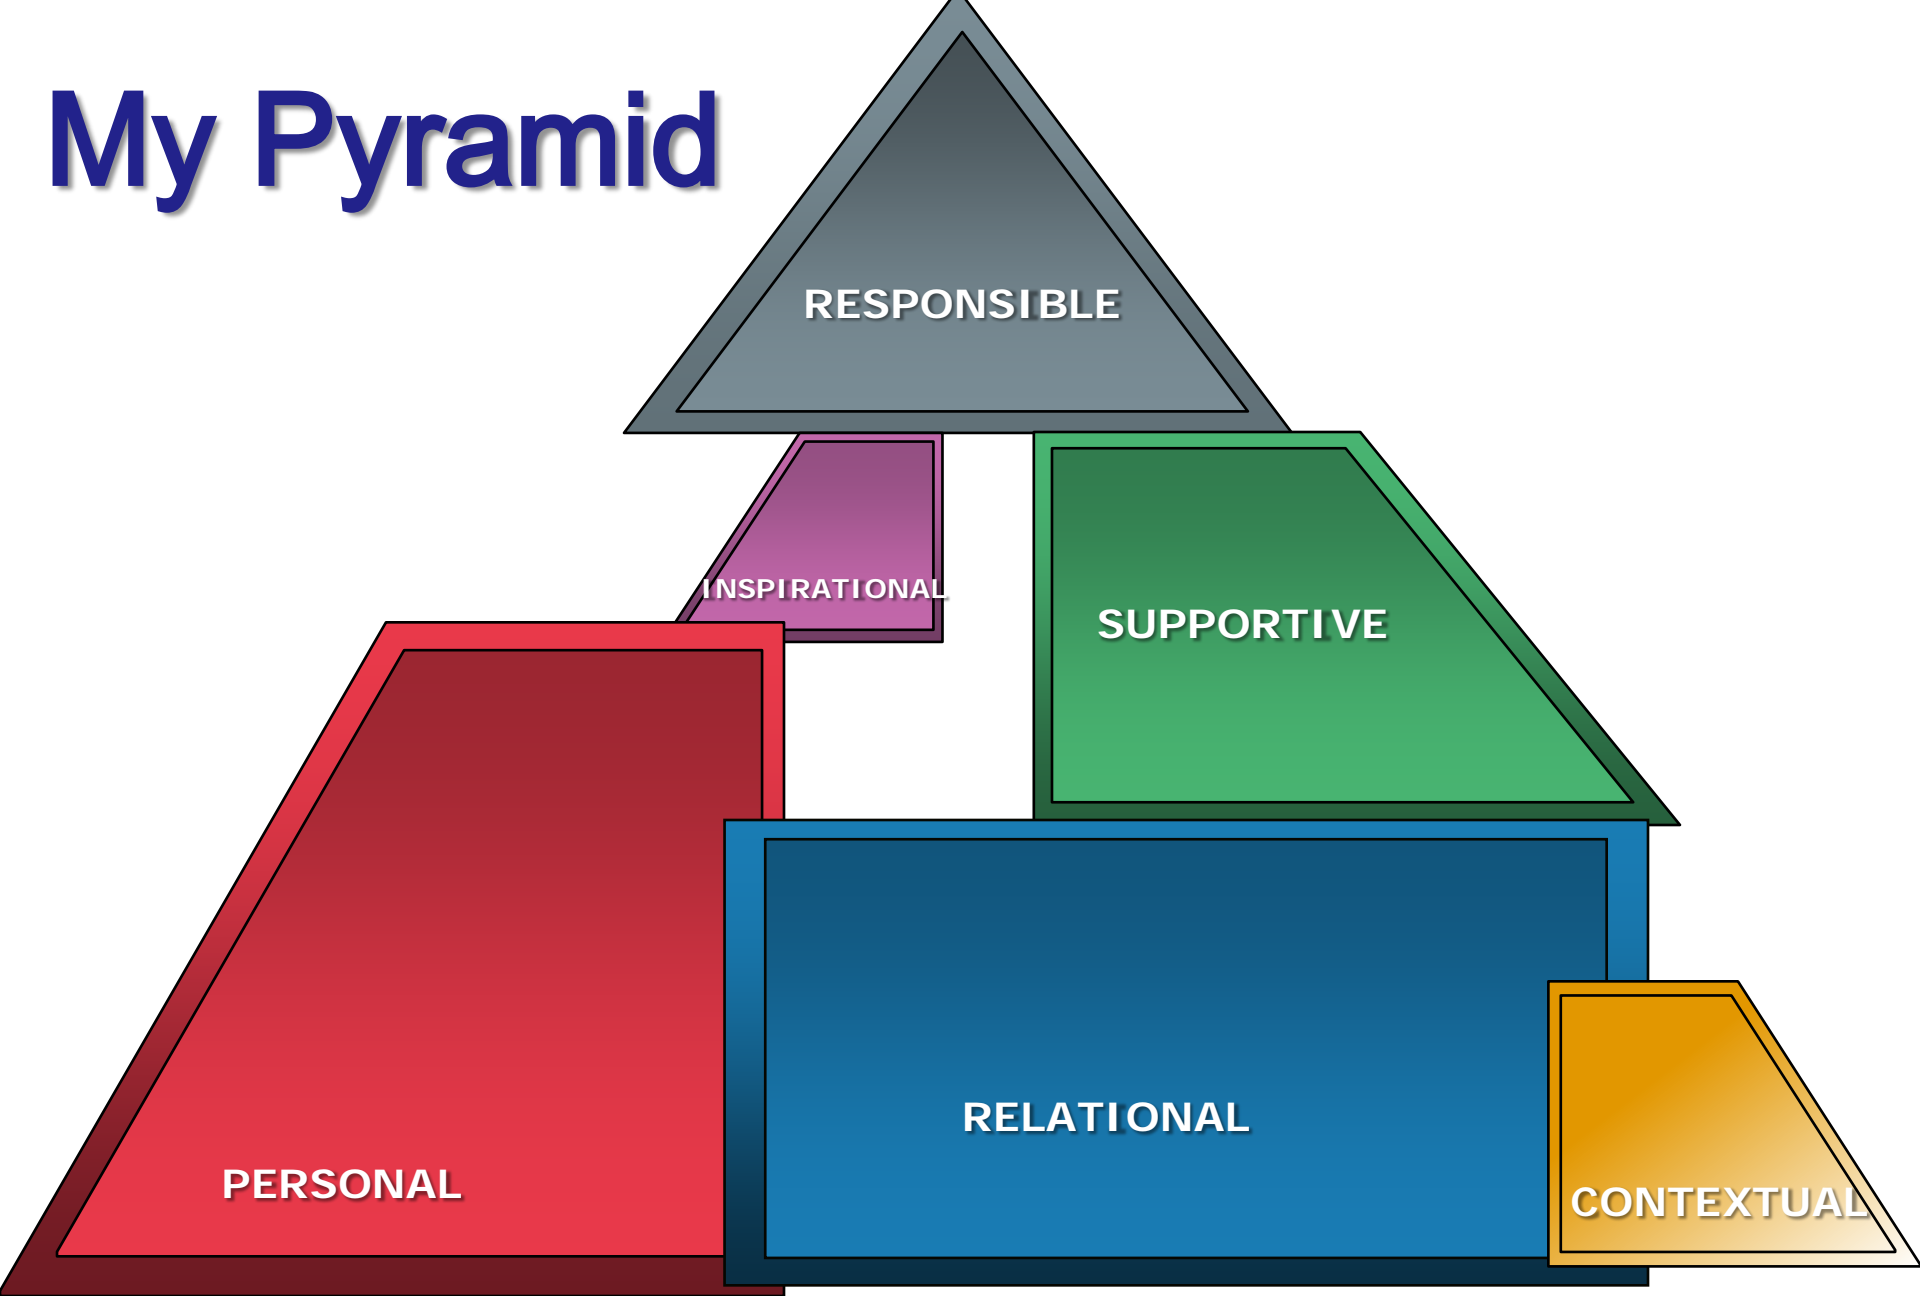 My Pyramid
RESPONSIBLE
INSPIRATIONAL
SUPPORTIVE
PERSONAL
RELATIONAL
CONTEXTUAL